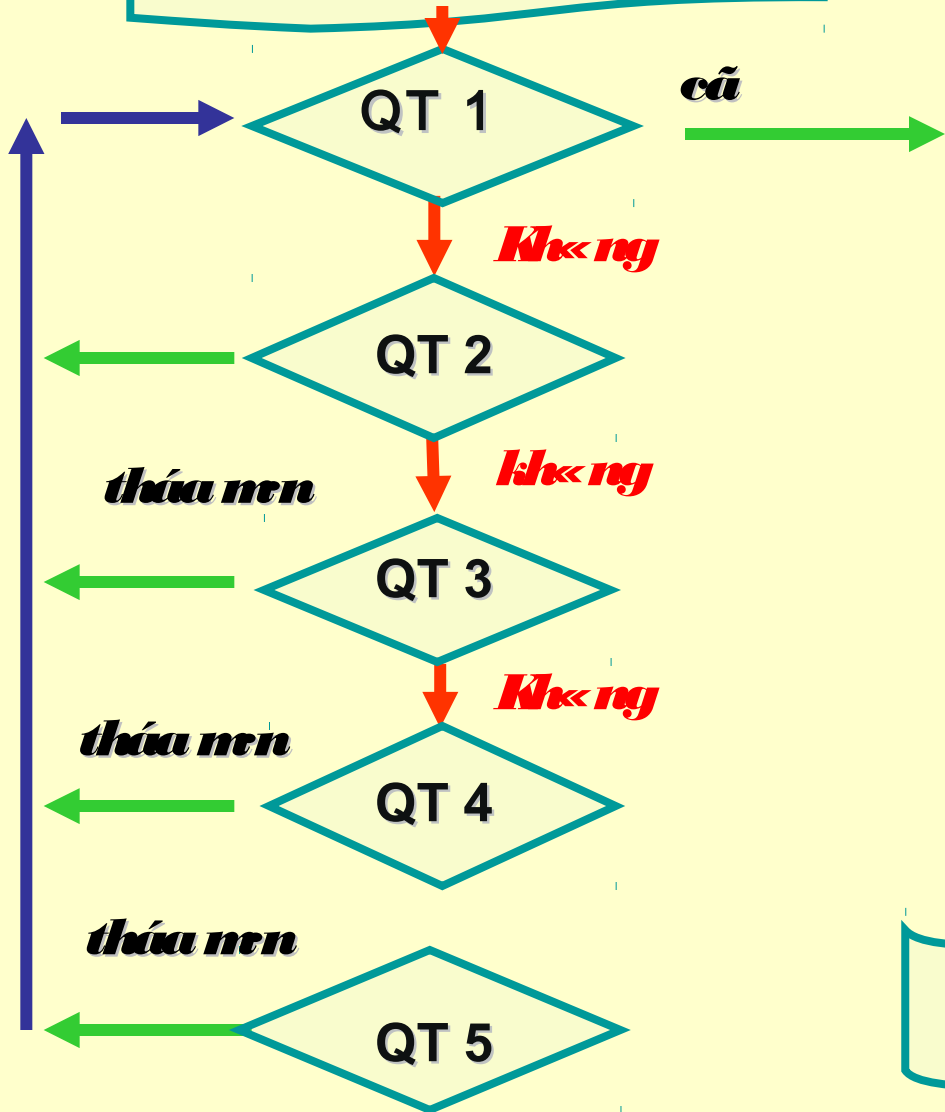 QT 1
cã
Kh« ng
QT 2
kh« ng
tháa m·n
QT 3
Kh« ng
tháa m·n
QT 4
tháa m·n
QT 5